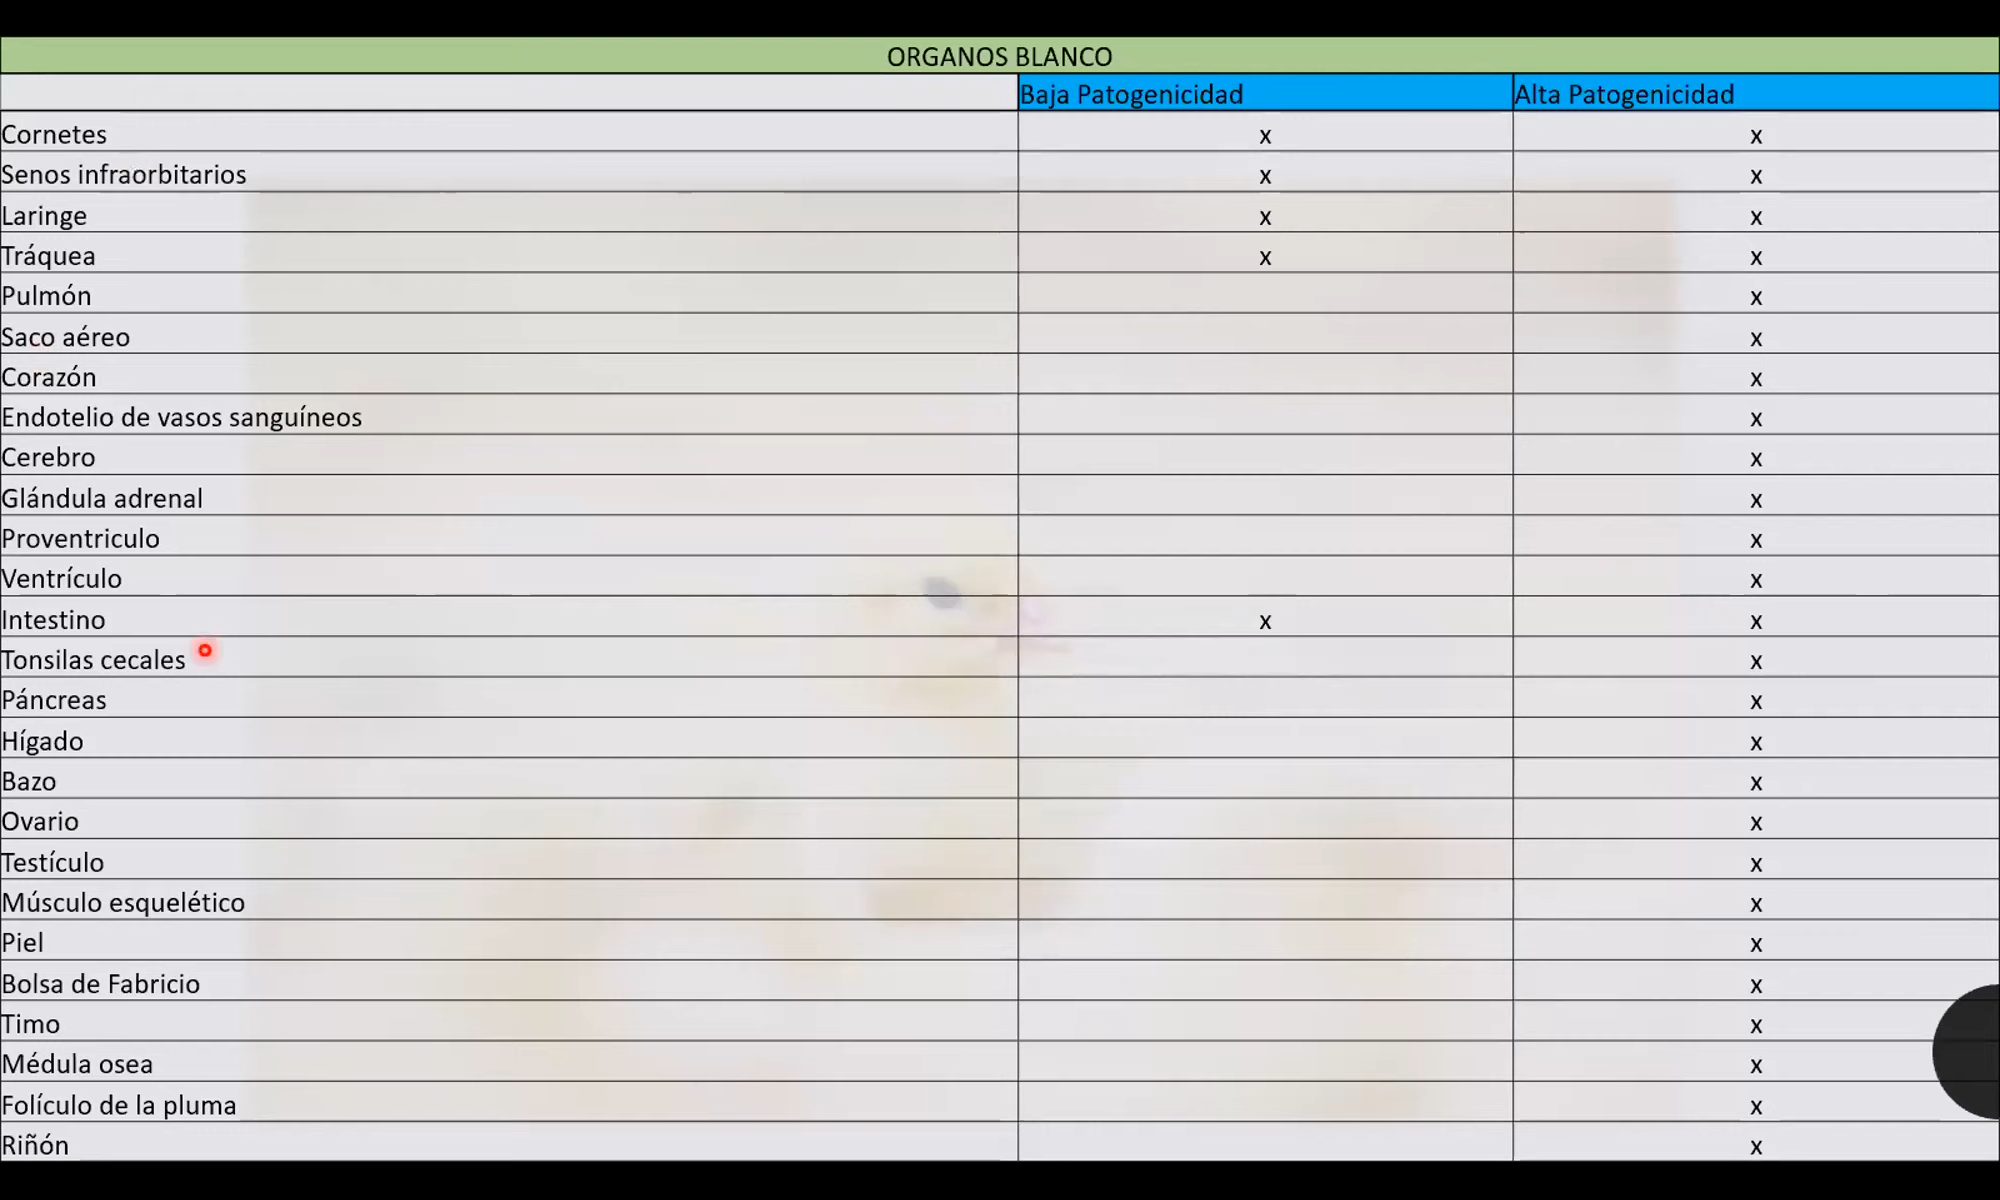 ORGANOS BLANCO
Baja Patogenicidad Alta Patogenicidad
Cornetes x x
Senos infraorbitarios x x
Laringe x x
Tráquea x x
Pulmón x
Saco aéreo x
Corazón x
Endotelio de vasos sanguíneos x
Cerebro x
Glándula adrenal x
Proventriculo x
Ventrículo x
Intestino x x
Tonsilas cecales x
Páncreas x
Hígado x
Bazo x
Ovario x
Testículo x
Músculo esquelético x
Piel x
Bolsa de Fabricio x
Timo x
Médula osea x
Folículo de la pluma x
Riñón x